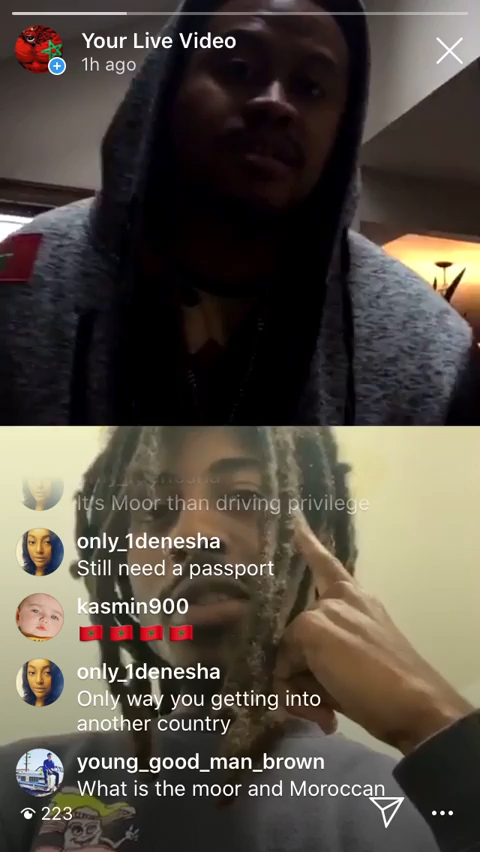 Your Live Video
1h ago
only_1denesha
It's Moor than driving privilege
only_1denesha
Still need a passport
kasmin900
🇲🇦 🇲🇦 🇲🇦 🇲🇦
only_1denesha
Only way you getting into
another country
young_good_man_brown
What is the moor and Moroccan
223